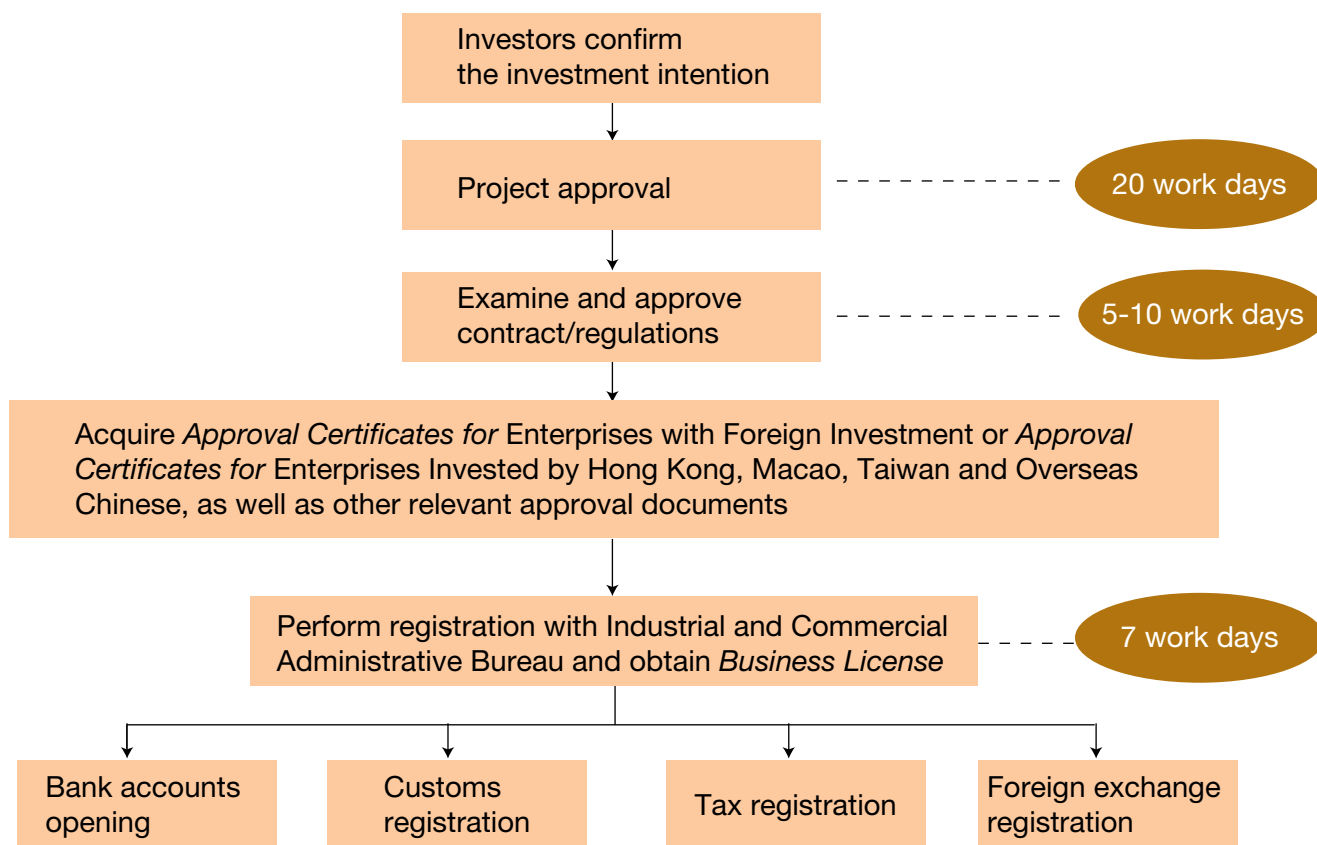 Investors confirm
the investment intention
Project approval
20 work days
Examine and approve
contract/regulations
5-10 work days
Acquire Approval Certificates for Enterprises with Foreign Investment or Approval
Certificates for Enterprises Invested by Hong Kong, Macao, Taiwan and Overseas
Chinese, as well as other relevant approval documents
Perform registration with Industrial and Commercial
Administrative Bureau and obtain Business License
7 work days
Bank accounts
opening
Customs
registration
Tax registration
Foreign exchange
registration